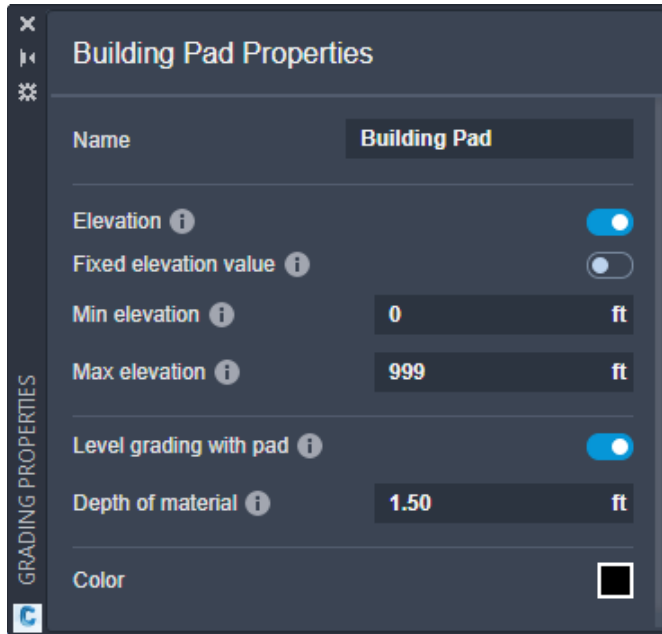 Building Pad Properties
Name Building Pad
Elevation
Fixed elevation value
Min elevation 0 ft
Max elevation 999 ft
Level grading with pad
Depth of material 1.50 ft
Color
GRADING PROPERTIES
C